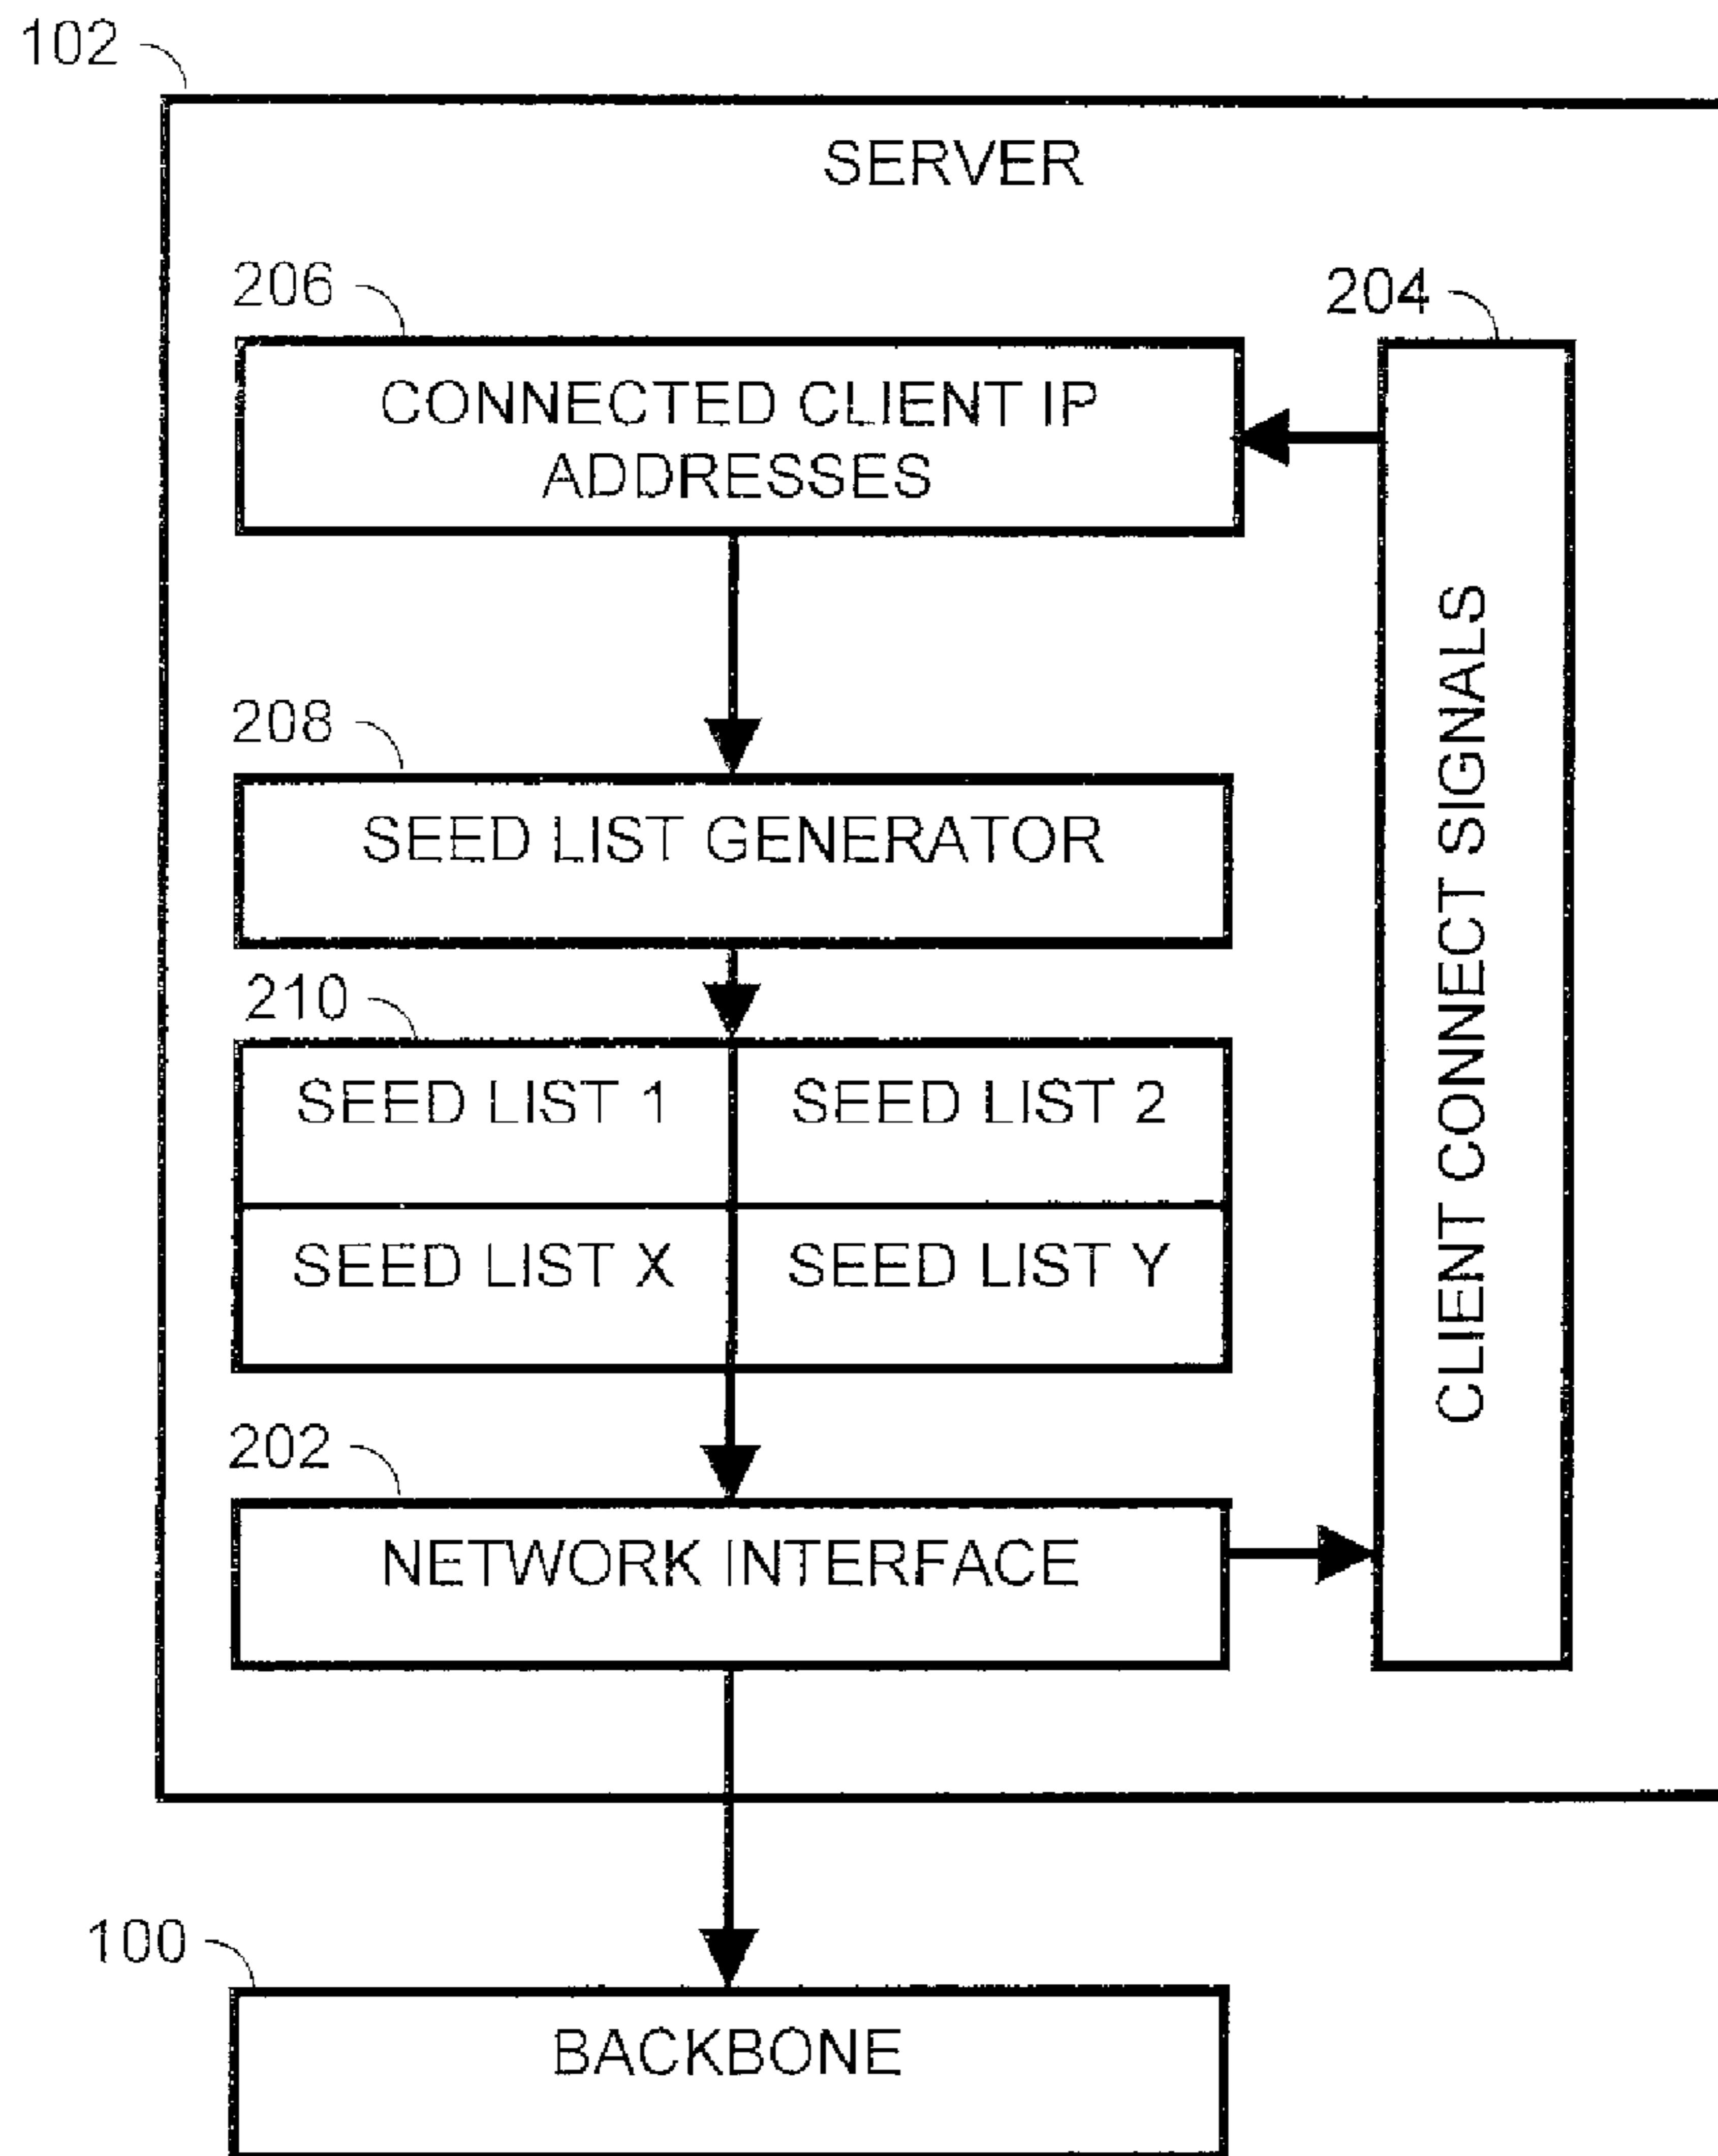 102
SERVER
206
204
CONNECTED CLIENT IP
ADDRESSES
CLIENT CONNECT SIGNALS
208
SEED LIST GENERATOR
210
SEED LIST 1
SEED LIST 2
SEED LIST X
SEED LIST Y
202
NETWORK INTERFACE
100
BACKBONE